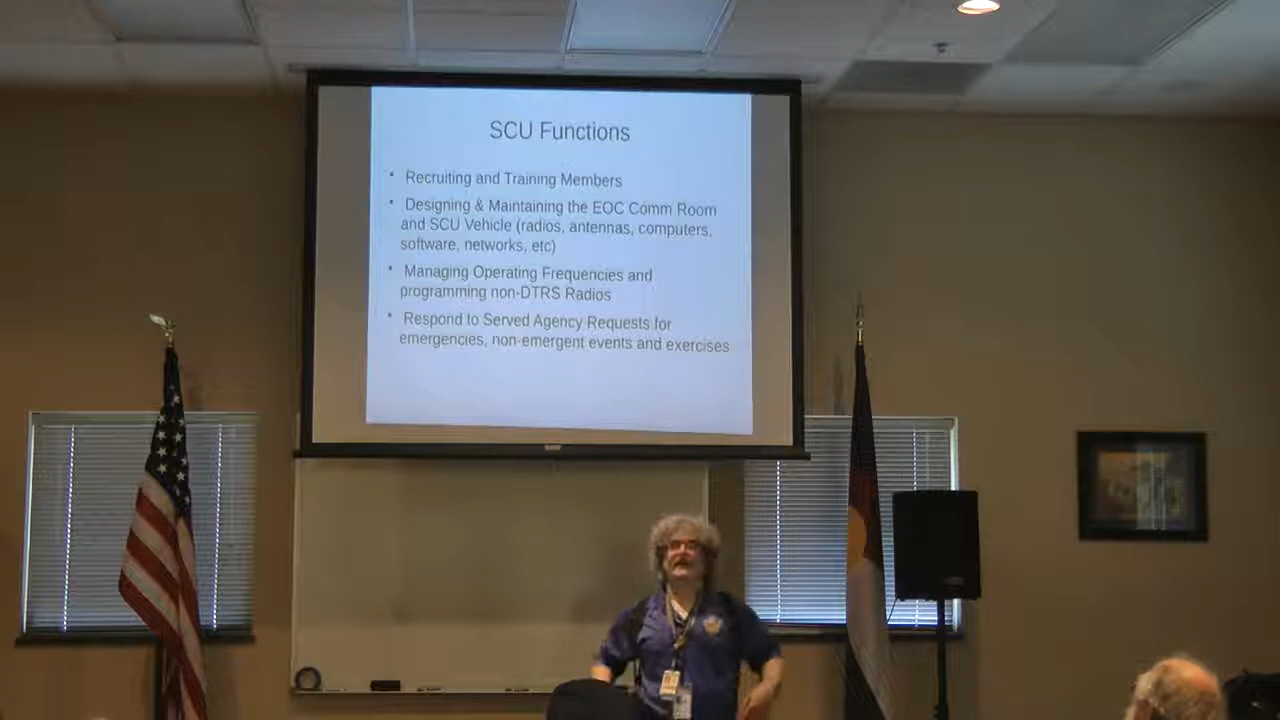 SCU Functions
• Recruiting and Training Members
• Designing & Maintaining the EOC Comm Room
and SCU Vehicle (radios, antennas, computers,
software, networks, etc)
• Managing Operating Frequencies and
programming non-DTRS Radios
• Respond to Served Agency Requests for
emergencies, non-emergent events and exercises